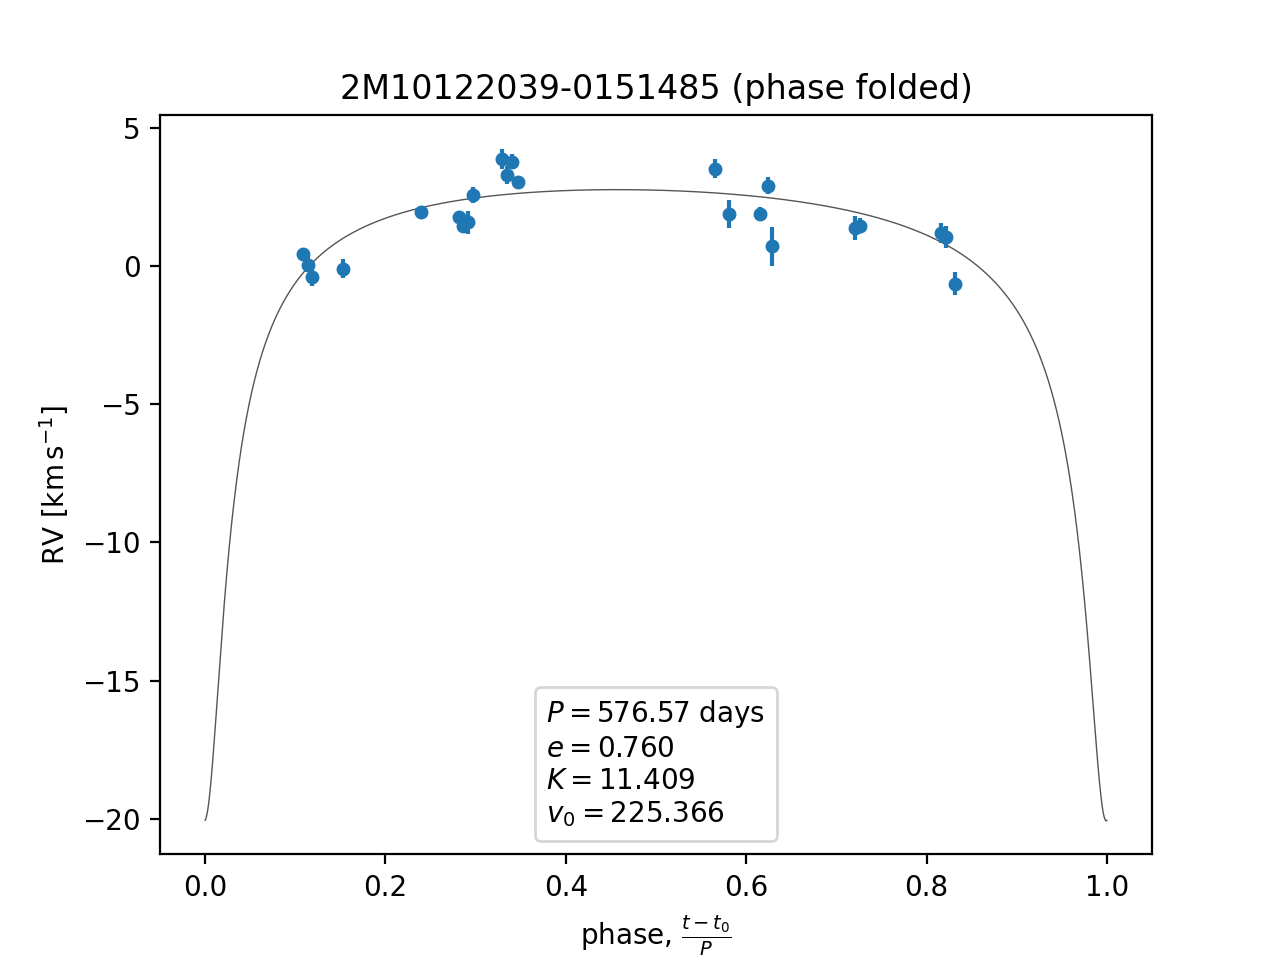 2M10122039-0151485 (phase folded)
5
0
−5
−10
−15
−20
RV [km s⁻¹]
P = 576.57 days
e = 0.760
K = 11.409
v₀ = 225.366
0.0 0.2 0.4 0.6 0.8 1.0
phase, (t − t₀)/P